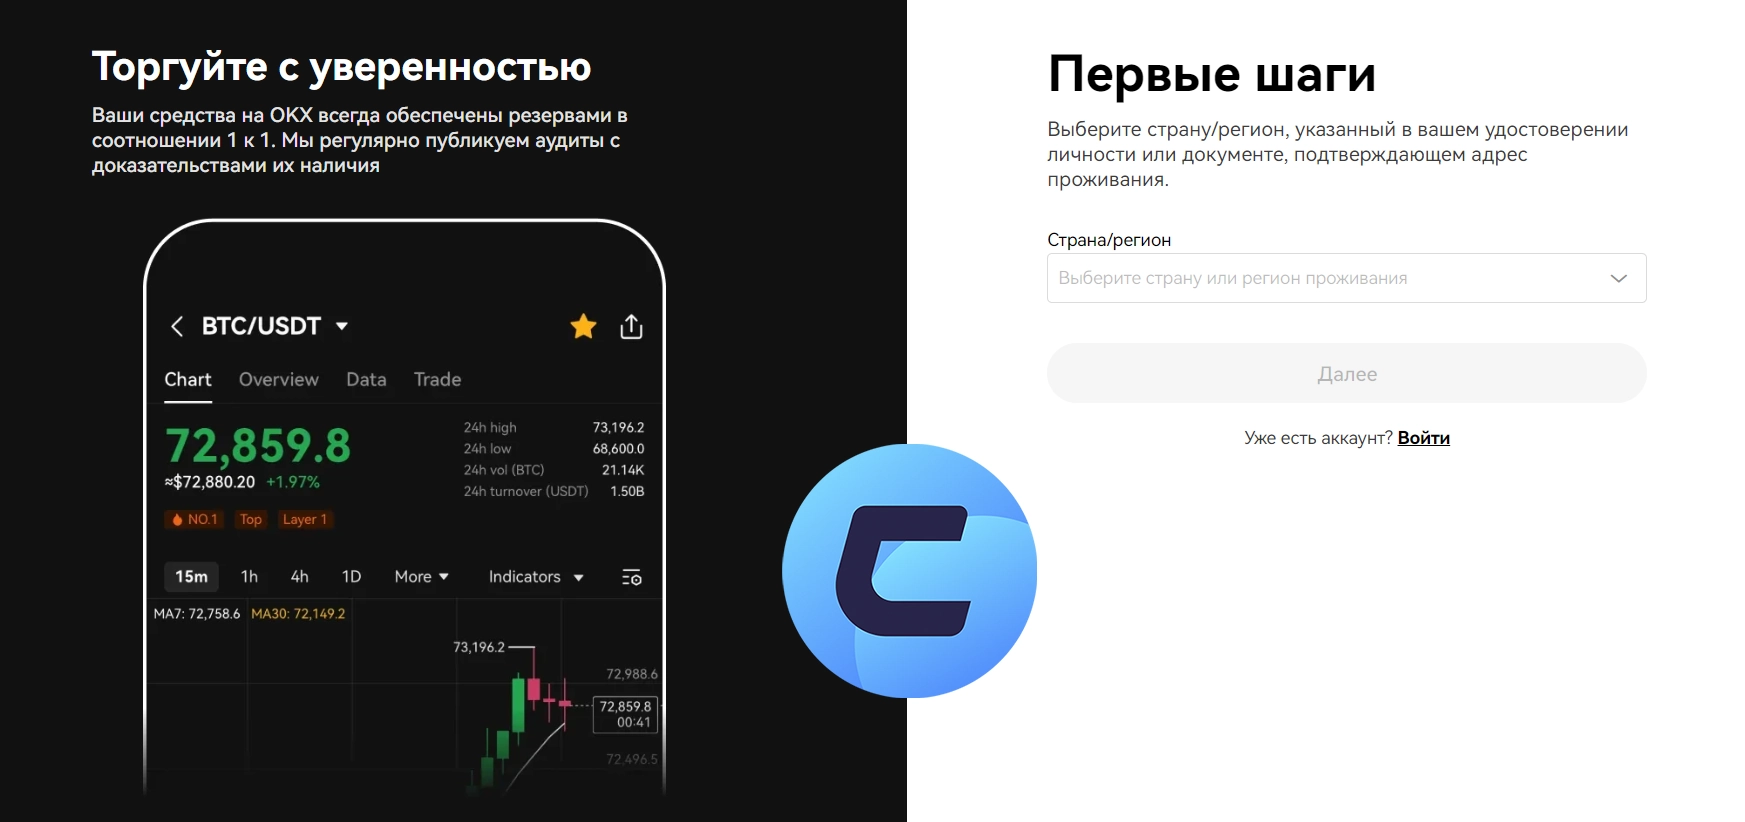 Торгуйте с уверенностью
Ваши средства на OKX всегда обеспечены резервами в
соотношении 1 к 1. Мы регулярно публикуем аудиты с
доказательствами их наличия
BTC/USDT
Chart Overview Data Trade
72,859.8
≈$72,880.20 +1.97%
24h high 73,196.2
24h low 68,600.0
24h vol (BTC) 21.14K
24h turnover (USDT) 1.50B
NO.1 Top Layer 1
15m 1h 4h 1D More Indicators
MA7: 72,758.6 MA30: 72,149.2
73,196.2
72,988.6
72,859.8
00:41
72,496.5
Первые шаги
Выберите страну/регион, указанный в вашем удостоверении
личности или документе, подтверждающем адрес
проживания.
Страна/регион
Выберите страну или регион проживания
Далее
Уже есть аккаунт? Войти